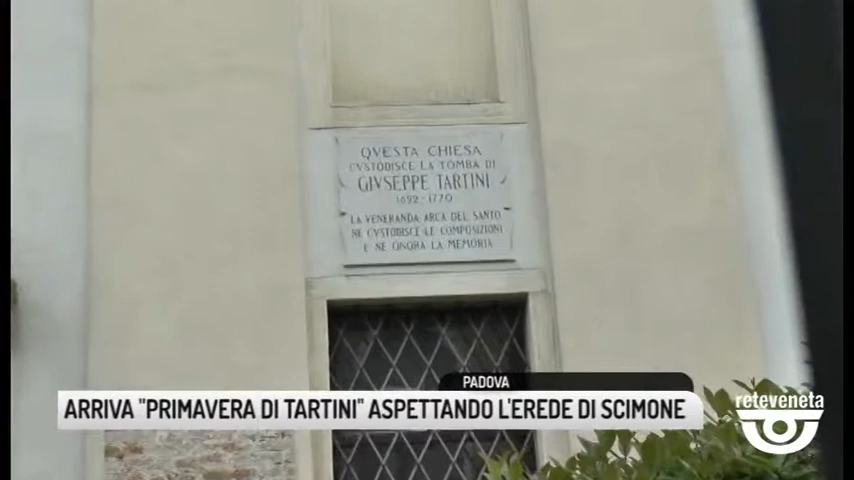 QVESTA CHIESA
CVSTODISCE LA TOMBA DI
GIVSEPPE TARTINI
1692-1770
LA VENERANDA ARCA DEL SANTO
NE CVSTODISCE LE COMPOSIZIONI
E NE ONORA LA MEMORIA
PADOVA
ARRIVA "PRIMAVERA DI TARTINI" ASPETTANDO L'EREDE DI SCIMONE
reteveneta